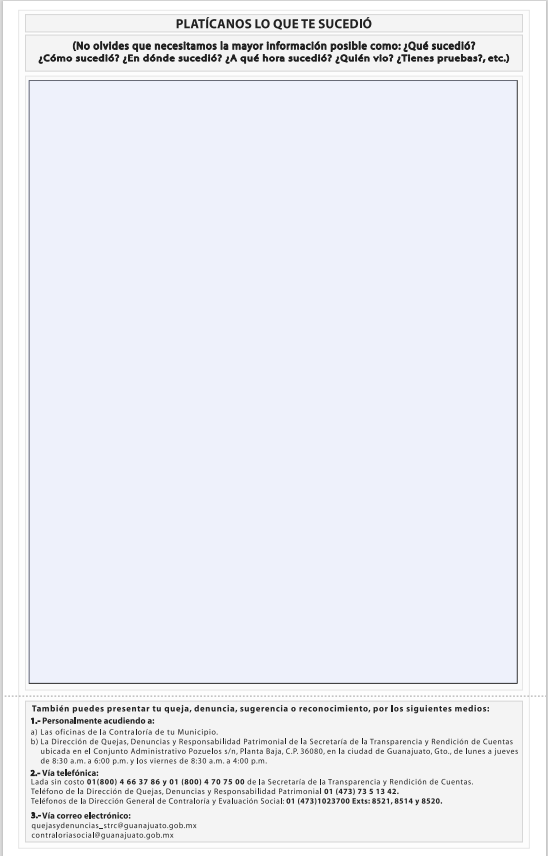 PLATÍCANOS LO QUE TE SUCEDIÓ
(No olvides que necesitamos la mayor información posible como: ¿Qué sucedió?
¿Cómo sucedió? ¿En dónde sucedió? ¿A qué hora sucedió? ¿Quién vio? ¿Tienes pruebas?, etc.)
También puedes presentar tu queja, denuncia, sugerencia o reconocimiento, por los siguientes medios:
1.- Personalmente acudiendo a:
a) Las oficinas de la Contraloría de tu Municipio.
b) La Dirección de Quejas, Denuncias y Responsabilidad Patrimonial de la Secretaría de la Transparencia y Rendición de Cuentas
ubicada en el Conjunto Administrativo Pozuelos s/n, Planta Baja, C.P. 36080, en la ciudad de Guanajuato, Gto., de lunes a jueves
de 8:30 a.m. a 6:00 p.m. y los viernes de 8:30 a.m. a 4:00 p.m.
2.- Vía telefónica:
Lada sin costo 01(800) 4 66 37 86 y 01 (800) 4 70 75 00 de la Secretaría de la Transparencia y Rendición de Cuentas.
Teléfono de la Dirección de Quejas, Denuncias y Responsabilidad Patrimonial 01 (473) 73 5 13 42.
Teléfonos de la Dirección General de Contraloría y Evaluación Social: 01 (473)1023700 Exts: 8521, 8514 y 8520.
3.- Vía correo electrónico:
quejasydenuncias_strc@guanajuato.gob.mx
contraloriasocial@guanajuato.gob.mx